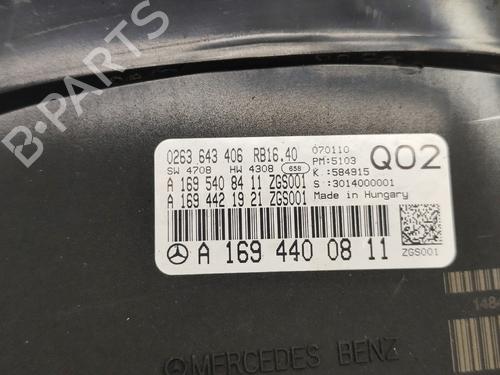 0263 643 406 RB16.40 070110
SW 4708 HW 4308 658 PM:5103 Q02
K.:584915
A 169 540 84 11 ZGS001 S:3014000001
A 169 442 19 21 ZGS001 Made in Hungary
A 169 440 08 11 ZGS001
MERCEDES BENZ
B-PARTS